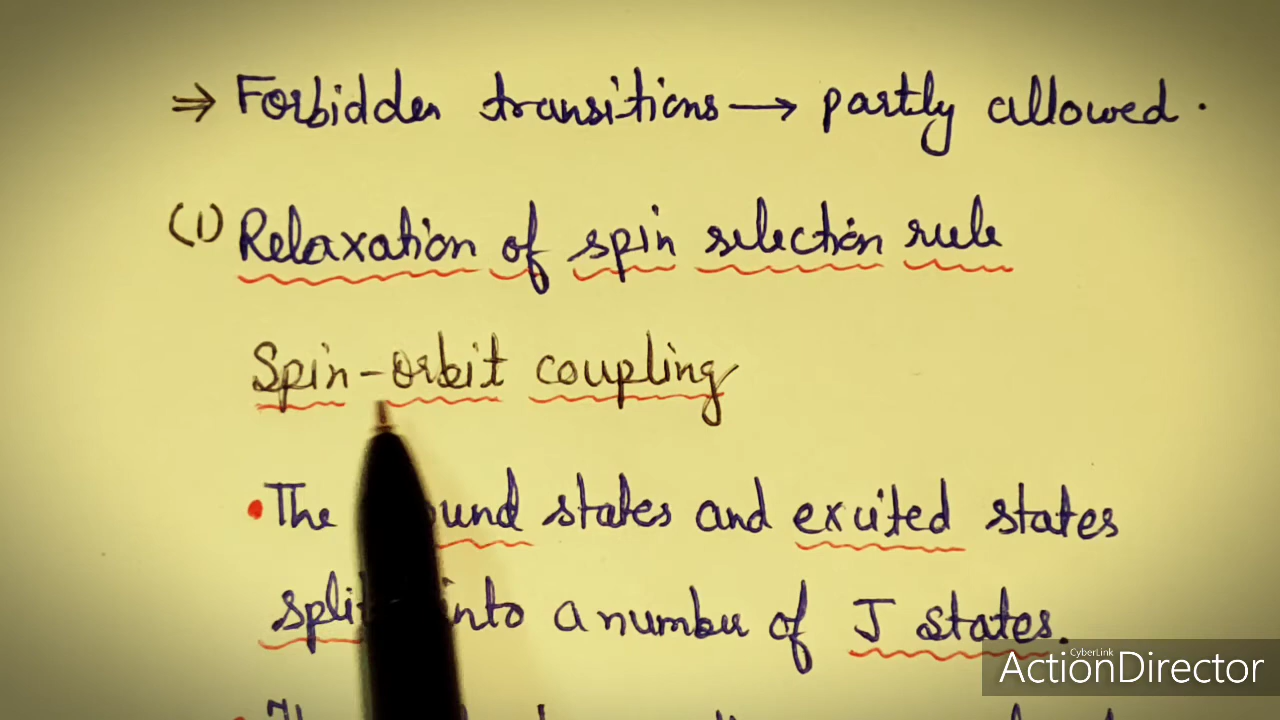 ⇒ Forbidden transitions → partly allowed.
(1) Relaxation of spin selection rule
Spin-orbit coupling
• The ound states and excited states
split into a number of J states.
CyberLink
ActionDirector